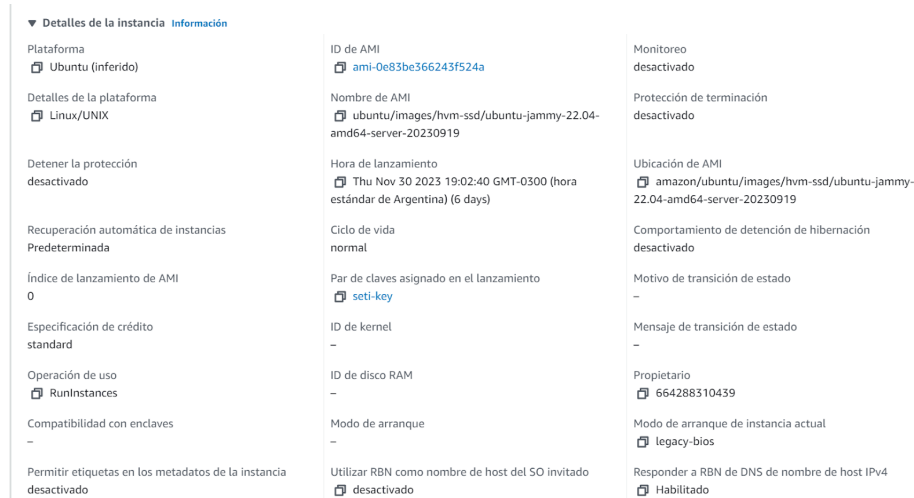 Detalles de la instancia Información
Plataforma
Ubuntu (inferido)
ID de AMI
ami-0e83be366243f524a
Monitoreo
desactivado
Detalles de la plataforma
Linux/UNIX
Nombre de AMI
ubuntu/images/hvm-ssd/ubuntu-jammy-22.04-
amd64-server-20230919
Protección de terminación
desactivado
Detener la protección
desactivado
Hora de lanzamiento
Thu Nov 30 2023 19:02:40 GMT-0300 (hora
estándar de Argentina) (6 days)
Ubicación de AMI
amazon/ubuntu/images/hvm-ssd/ubuntu-jammy-
22.04-amd64-server-20230919
Recuperación automática de instancias
Predeterminada
Ciclo de vida
normal
Comportamiento de detención de hibernación
desactivado
Índice de lanzamiento de AMI
0
Par de claves asignado en el lanzamiento
seti-key
Motivo de transición de estado
–
Especificación de crédito
standard
ID de kernel
–
Mensaje de transición de estado
–
Operación de uso
RunInstances
ID de disco RAM
–
Propietario
664288310439
Compatibilidad con enclaves
–
Modo de arranque
–
Modo de arranque de instancia actual
legacy-bios
Permitir etiquetas en los metadatos de la instancia
desactivado
Utilizar RBN como nombre de host del SO invitado
desactivado
Responder a RBN de DNS de nombre de host IPv4
Habilitado